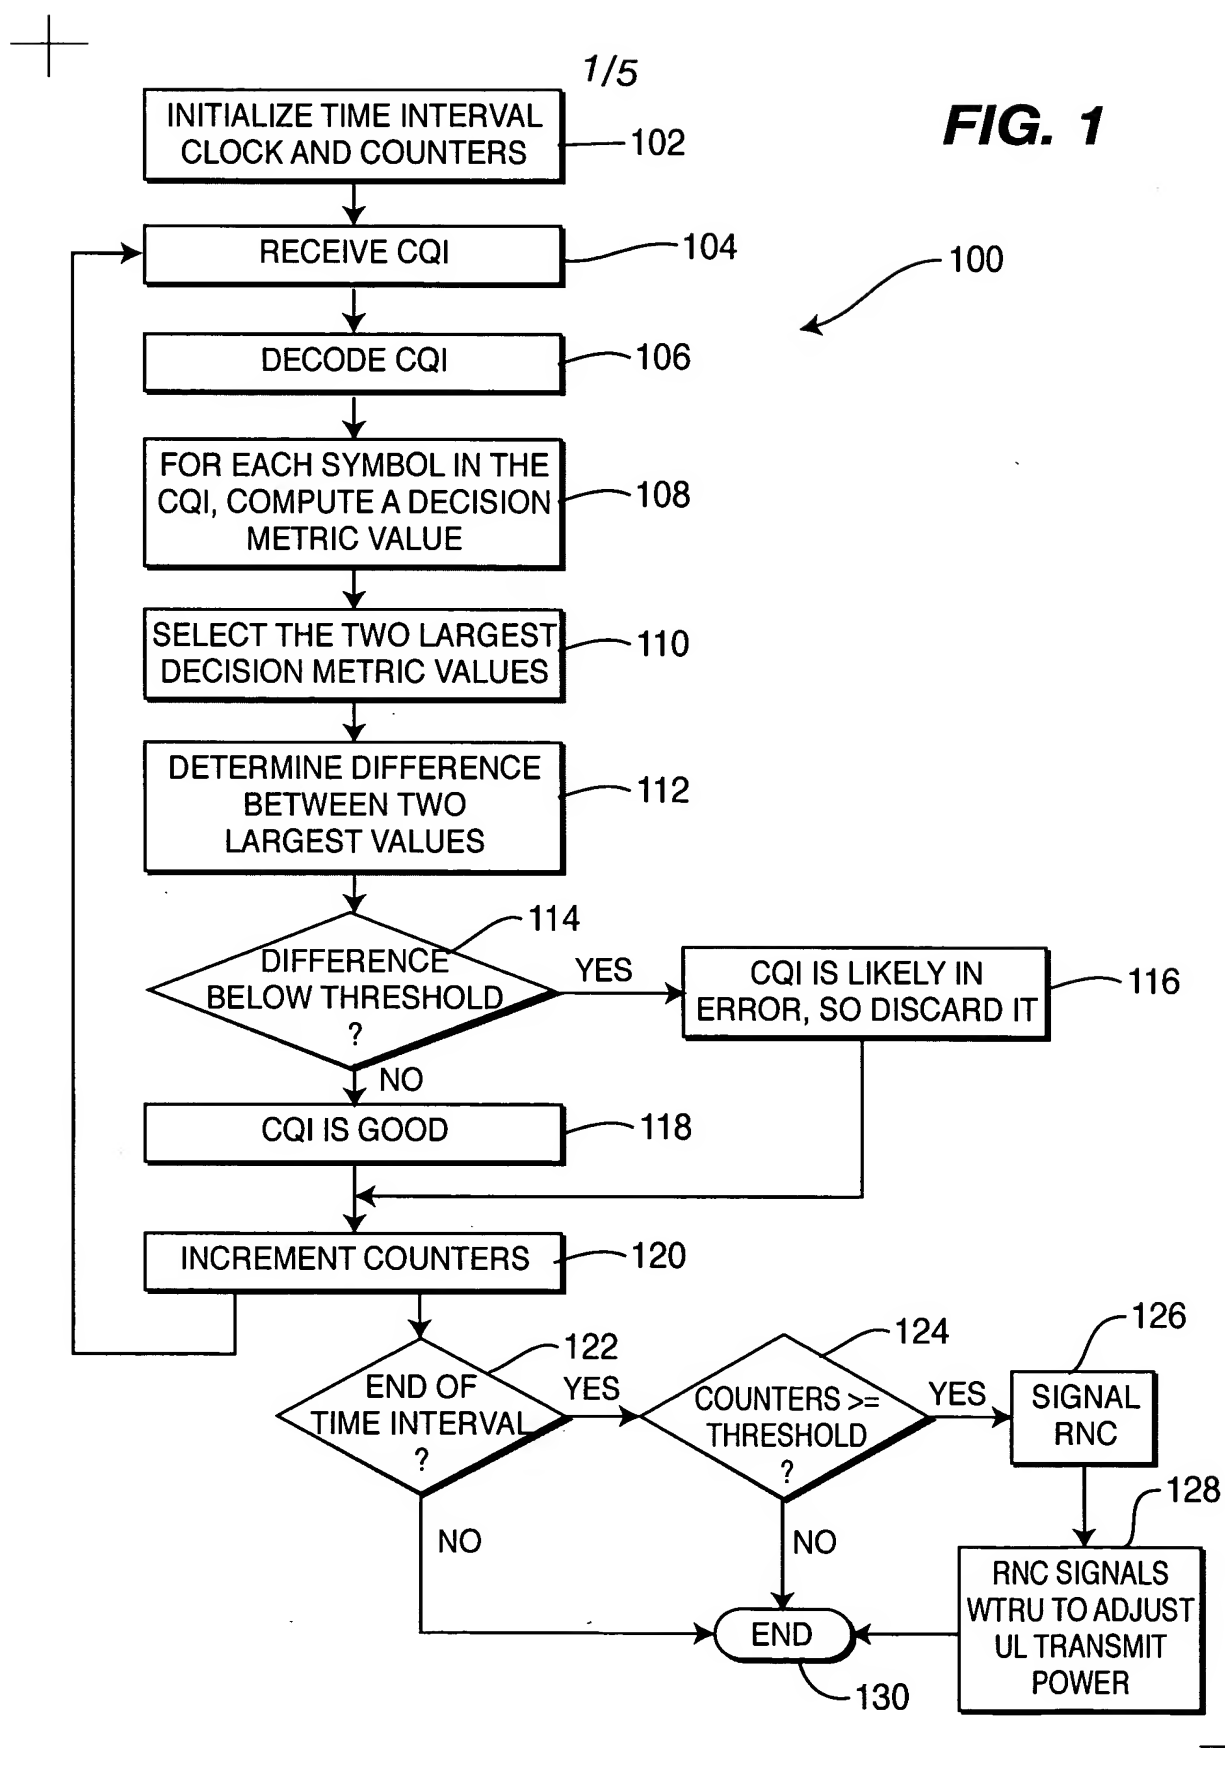 1/5
FIG. 1
INITIALIZE TIME INTERVAL
CLOCK AND COUNTERS
102
RECEIVE CQI
104
100
DECODE CQI
106
FOR EACH SYMBOL IN THE
CQI, COMPUTE A DECISION
METRIC VALUE
108
SELECT THE TWO LARGEST
DECISION METRIC VALUES
110
DETERMINE DIFFERENCE
BETWEEN TWO
LARGEST VALUES
112
114
DIFFERENCE
BELOW THRESHOLD
?
YES
CQI IS LIKELY IN
ERROR, SO DISCARD IT
116
NO
CQI IS GOOD
118
INCREMENT COUNTERS
120
122
END OF
TIME INTERVAL
?
YES
124
COUNTERS >=
THRESHOLD
?
YES
126
SIGNAL
RNC
NO
NO
128
RNC SIGNALS
WTRU TO ADJUST
UL TRANSMIT
POWER
END
130